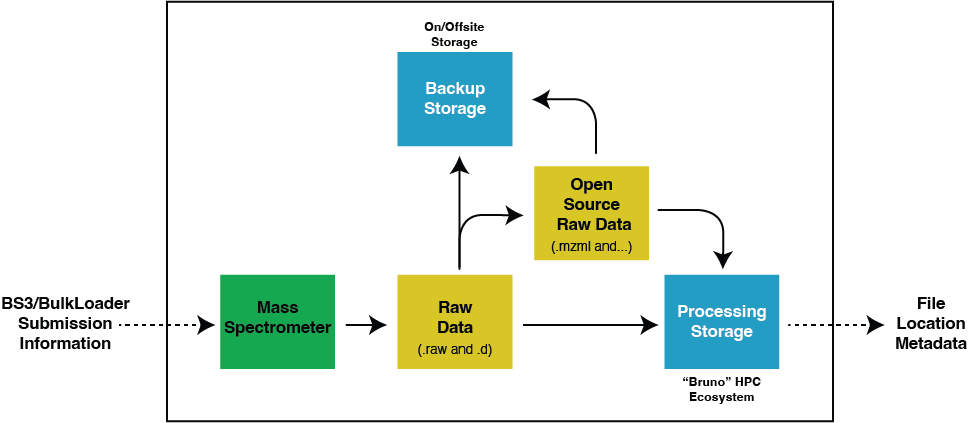 On/Offsite
Storage
Backup
Storage
Open
Source
Raw Data
(.mzml and...)
BS3/BulkLoader
Submission
Information
Mass
Spectrometer
Raw
Data
(.raw and .d)
Processing
Storage
“Bruno” HPC
Ecosystem
File
Location
Metadata